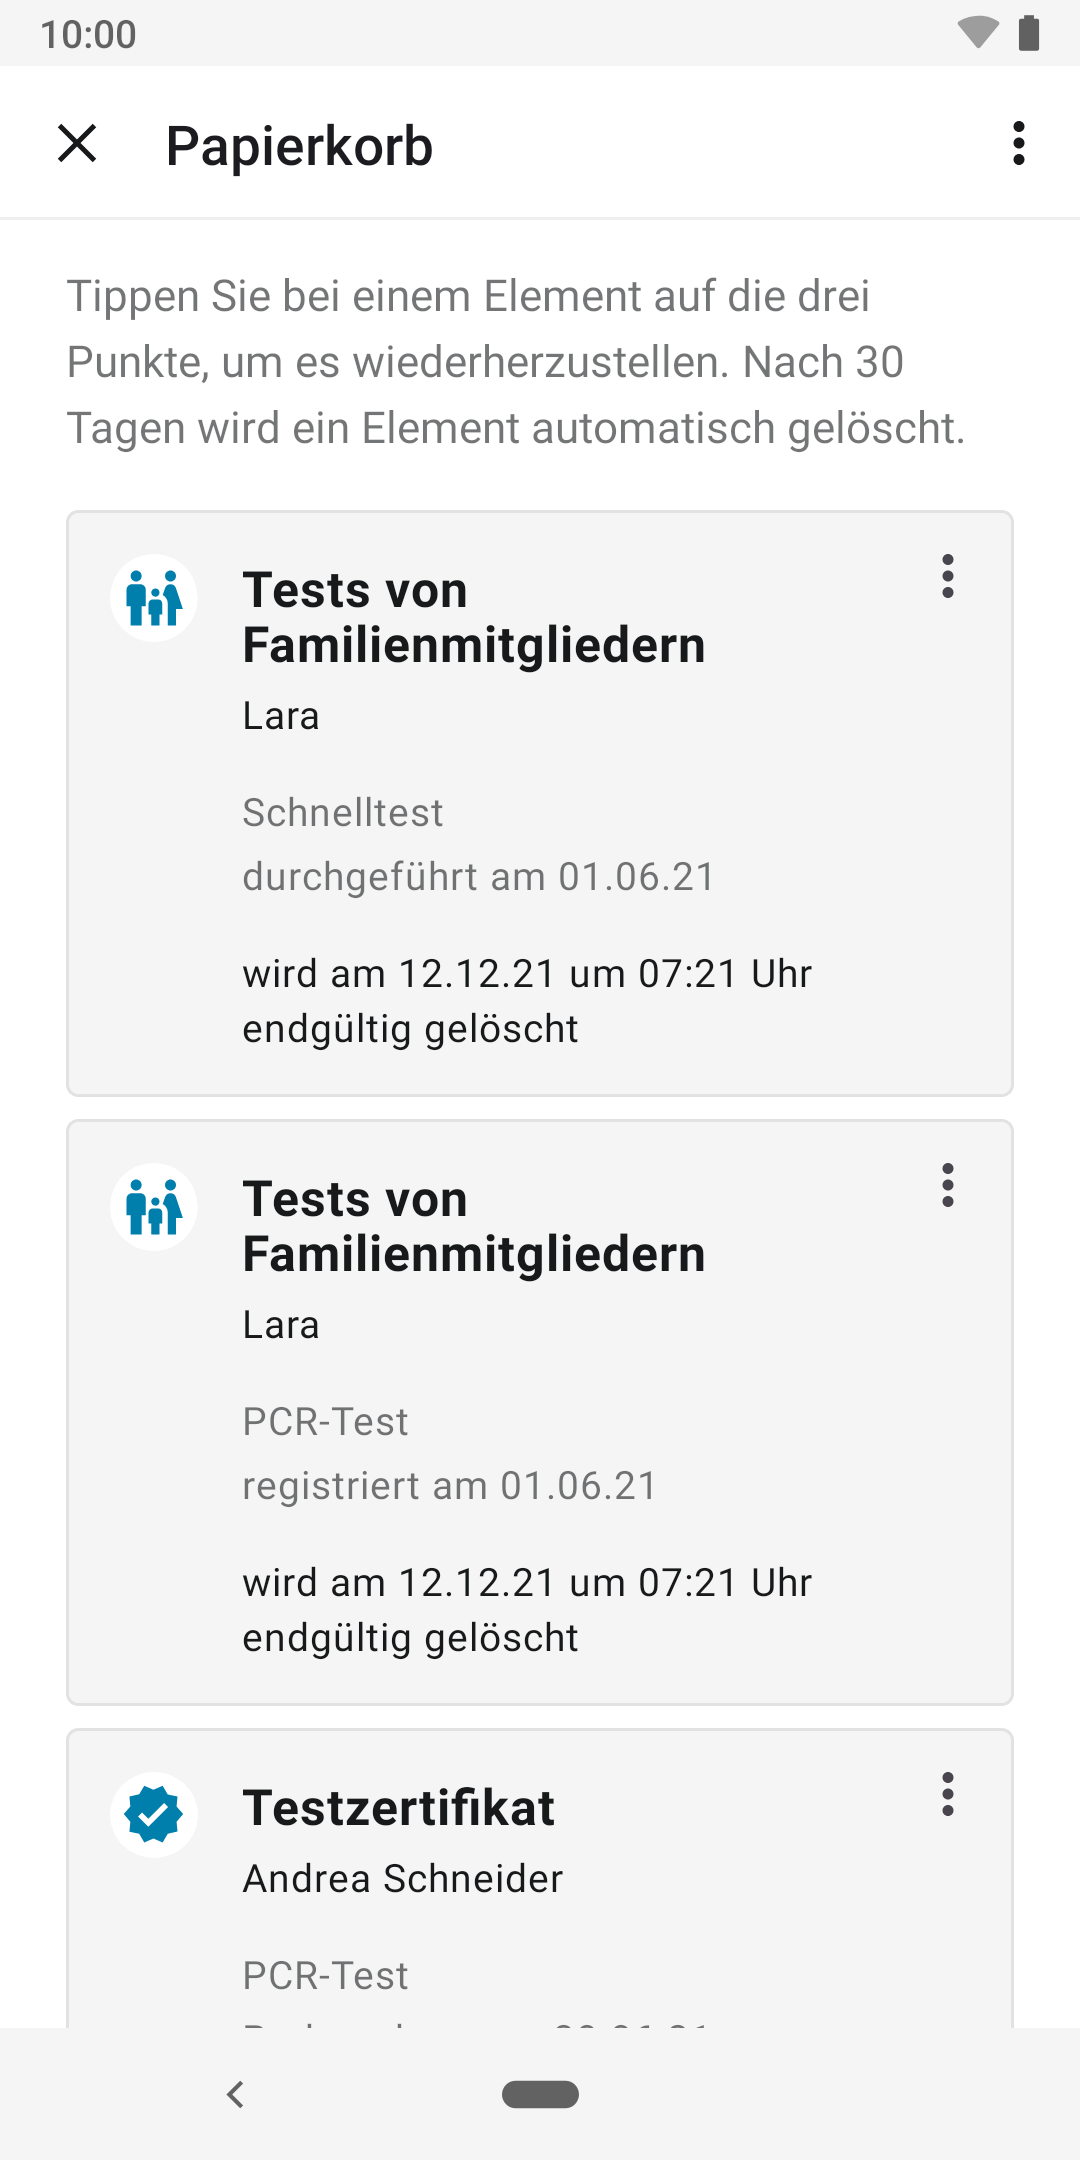 10:00
Papierkorb
Tippen Sie bei einem Element auf die drei
Punkte, um es wiederherzustellen. Nach 30
Tagen wird ein Element automatisch gelöscht.
Tests von
Familienmitgliedern
Lara
Schnelltest
durchgeführt am 01.06.21
wird am 12.12.21 um 07:21 Uhr
endgültig gelöscht
Tests von
Familienmitgliedern
Lara
PCR-Test
registriert am 01.06.21
wird am 12.12.21 um 07:21 Uhr
endgültig gelöscht
Testzertifikat
Andrea Schneider
PCR-Test